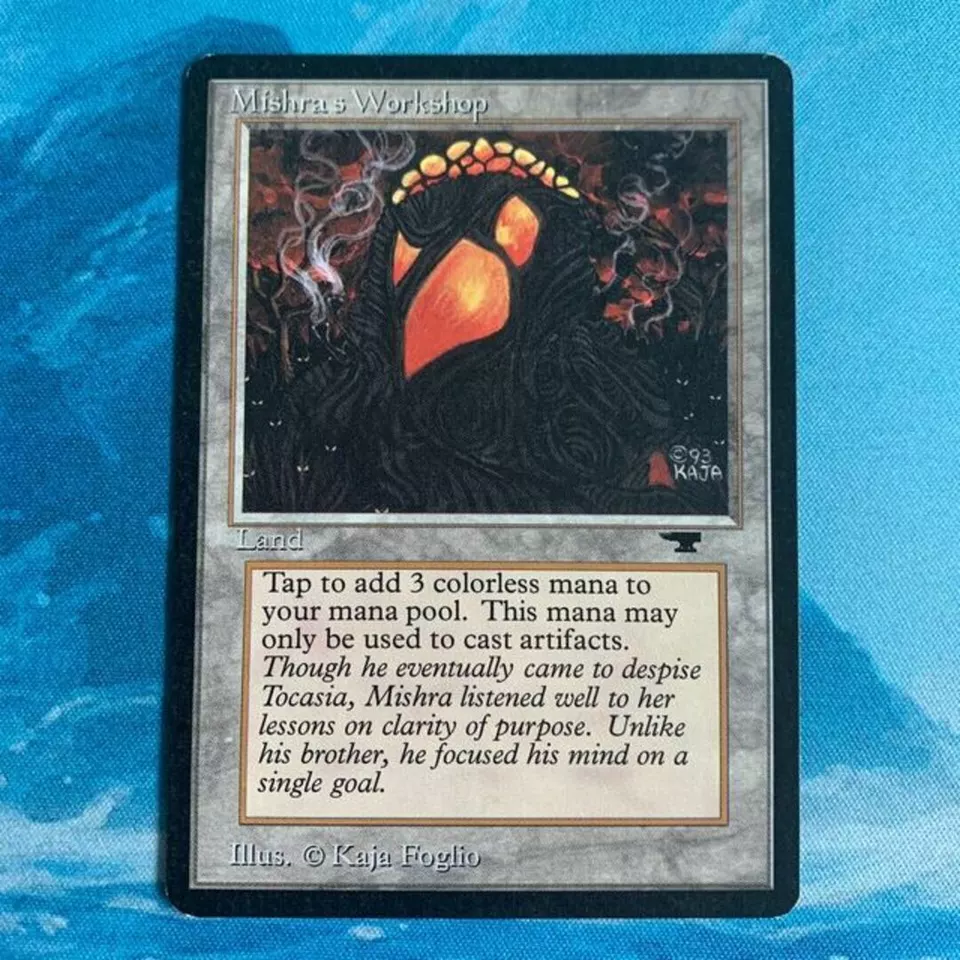 Mishra's Workshop
©93
KAJA
Land
Tap to add 3 colorless mana to
your mana pool. This mana may
only be used to cast artifacts.
Though he eventually came to despise
Tocasia, Mishra listened well to her
lessons on clarity of purpose. Unlike
his brother, he focused his mind on a
single goal.
Illus. © Kaja Foglio